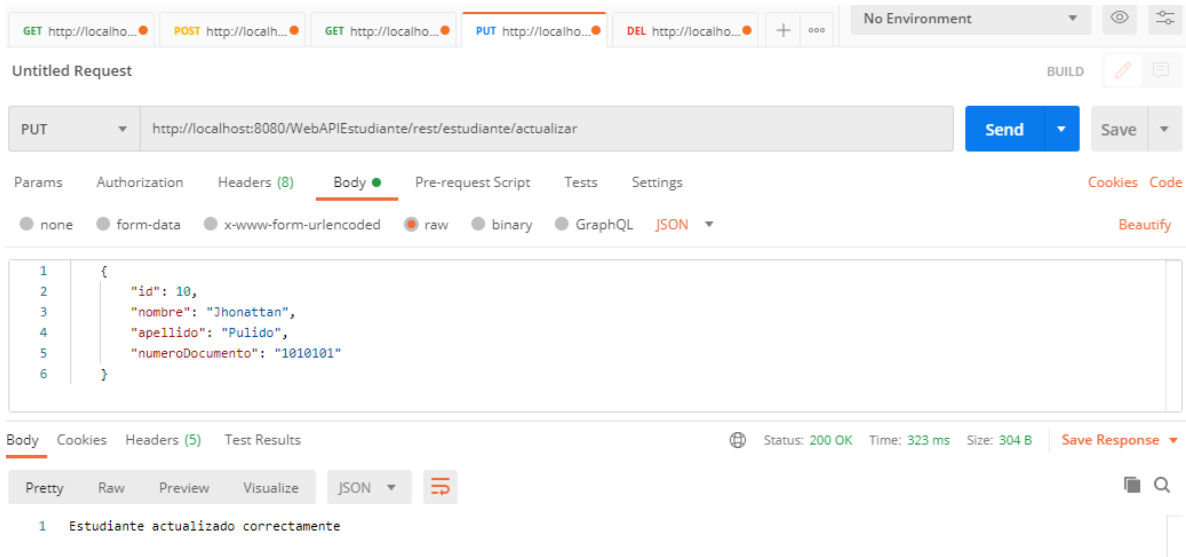 GET http://localho... POST http://localh... GET http://localho... PUT http://localho... DEL http://localho... + ooo No Environment
Untitled Request BUILD
PUT http://localhost:8080/WebAPIEstudiante/rest/estudiante/actualizar Send Save
Params Authorization Headers (8) Body Pre-request Script Tests Settings Cookies Code
none form-data x-www-form-urlencoded raw binary GraphQL JSON Beautify
1 {
2 "id": 10,
3 "nombre": "Jhonattan",
4 "apellido": "Pulido",
5 "numeroDocumento": "1010101"
6 }
Body Cookies Headers (5) Test Results Status: 200 OK Time: 323 ms Size: 304 B Save Response
Pretty Raw Preview Visualize JSON
1 Estudiante actualizado correctamente